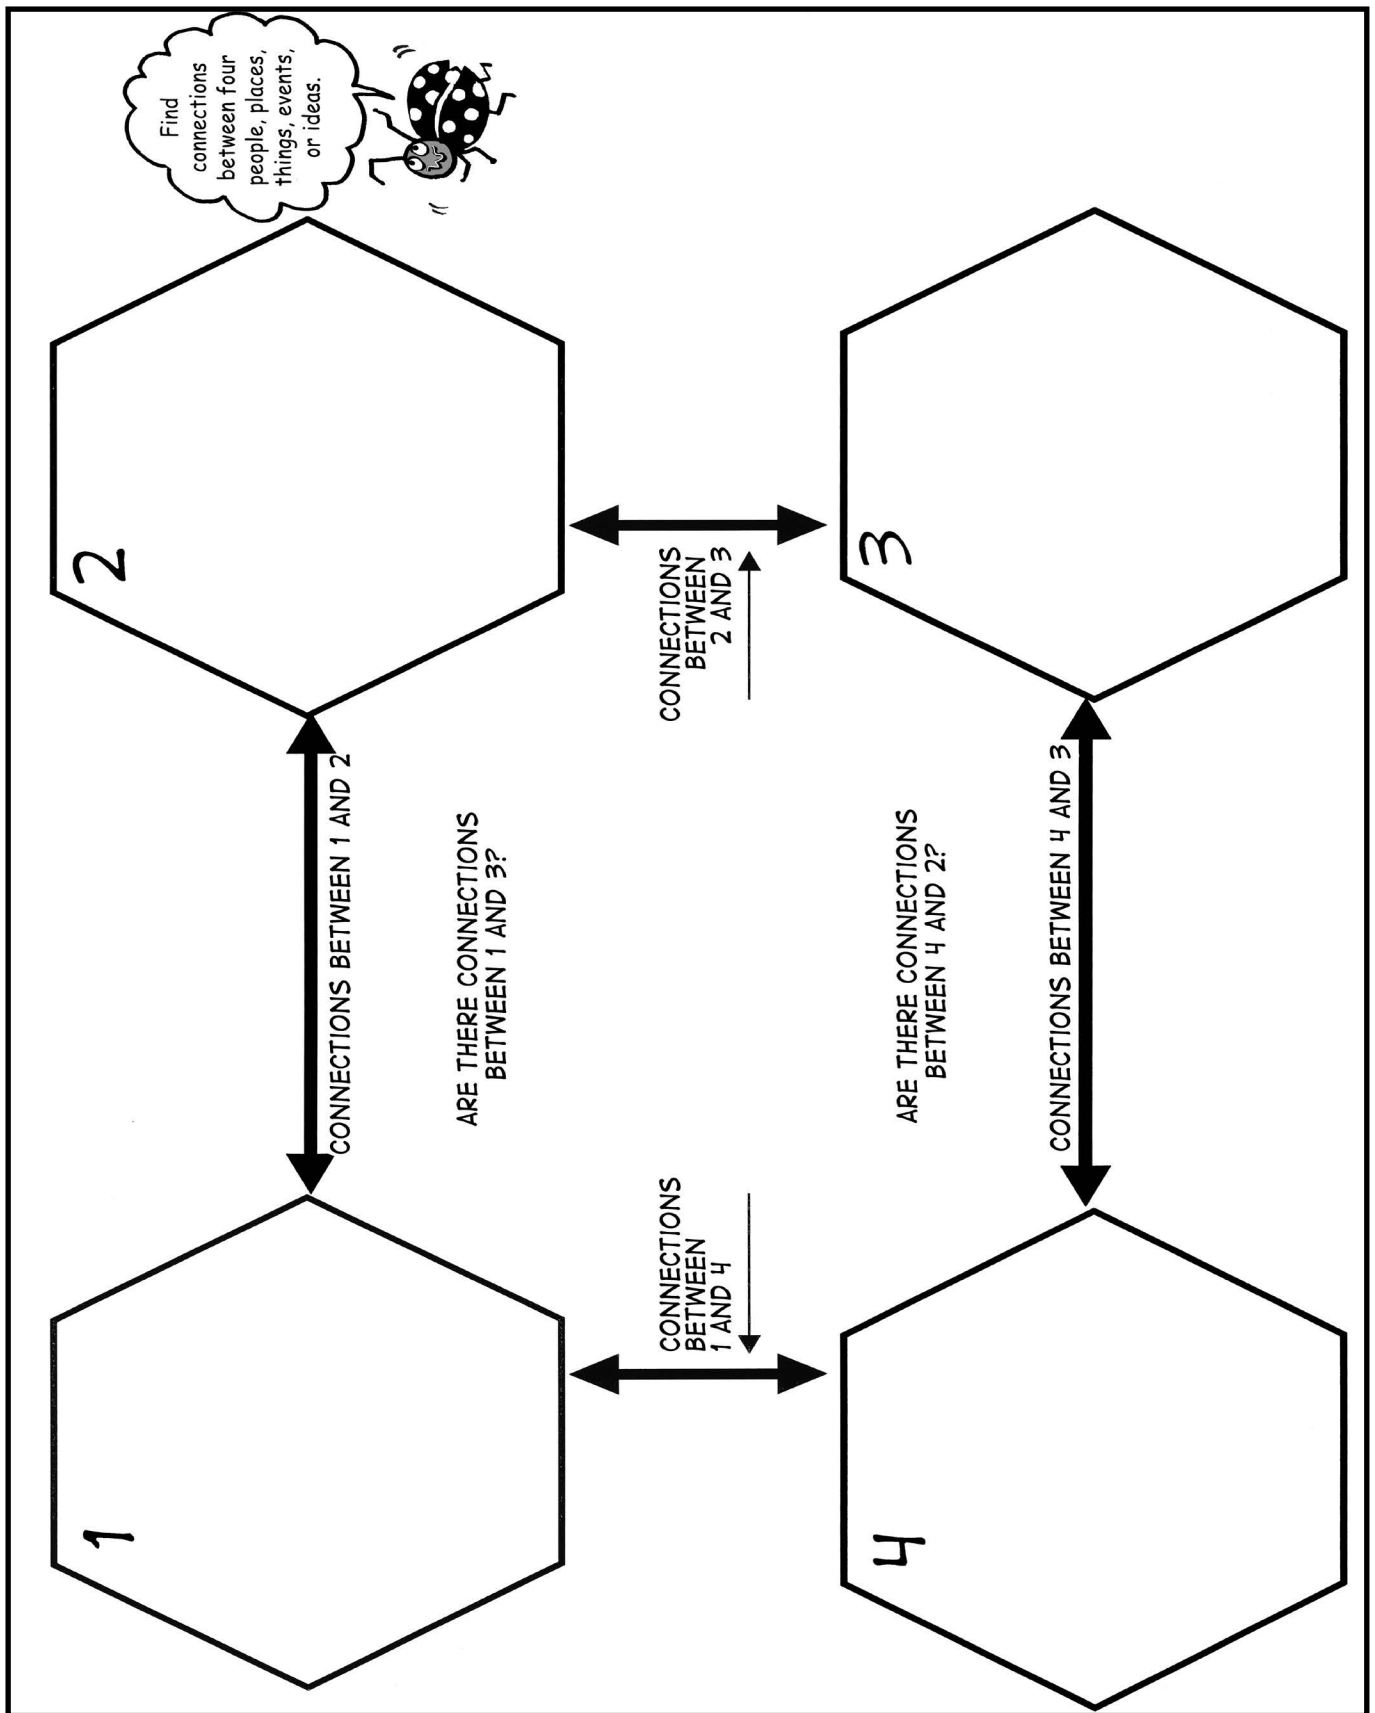 Find
connections
between four
people, places,
things, events,
or ideas.
1
2
CONNECTIONS BETWEEN 1 AND 2
ARE THERE CONNECTIONS
BETWEEN 1 AND 3?
CONNECTIONS
BETWEEN
1 AND 4
CONNECTIONS
BETWEEN
2 AND 3
ARE THERE CONNECTIONS
BETWEEN 4 AND 2?
CONNECTIONS BETWEEN 4 AND 3
4
3